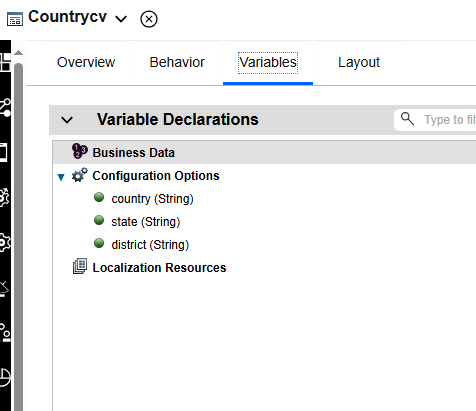 Countrycv
Overview Behavior Variables Layout
Variable Declarations Type to fil
Business Data
Configuration Options
country (String)
state (String)
district (String)
Localization Resources